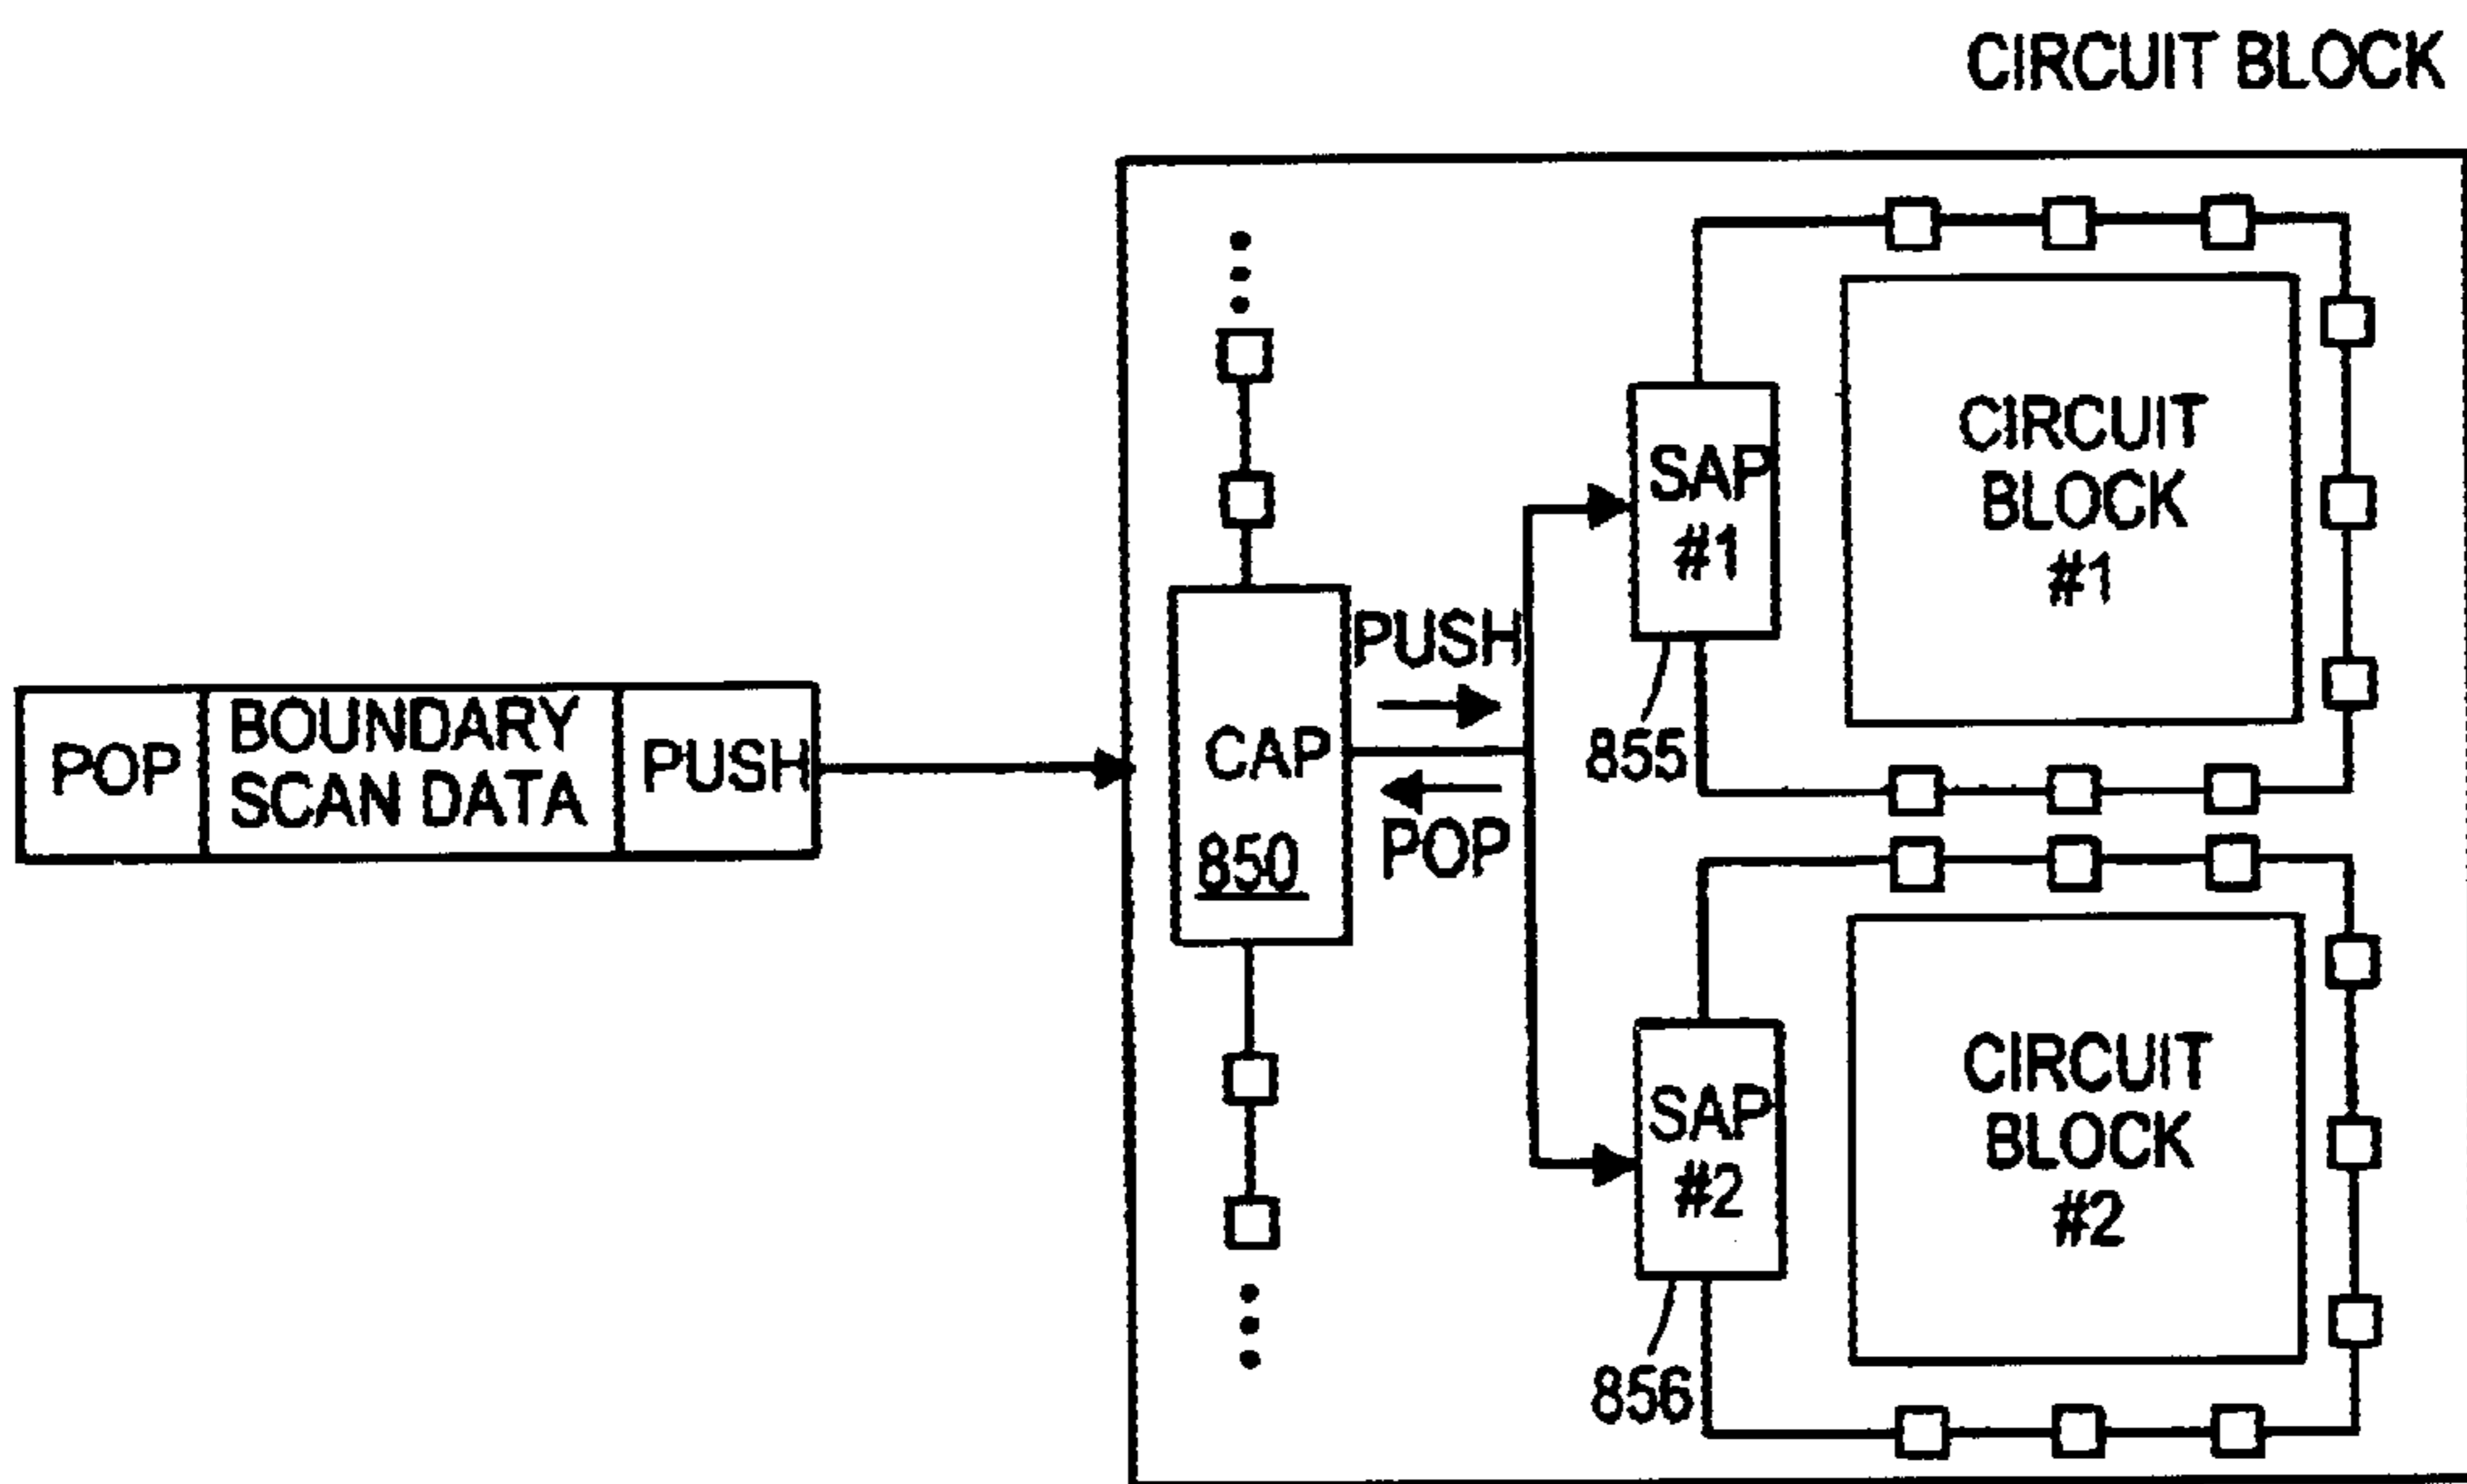 CIRCUIT BLOCK
POP
BOUNDARY
SCAN DATA
PUSH
CAP
850
PUSH
POP
SAP
#1
855
CIRCUIT
BLOCK
#1
SAP
#2
856
CIRCUIT
BLOCK
#2